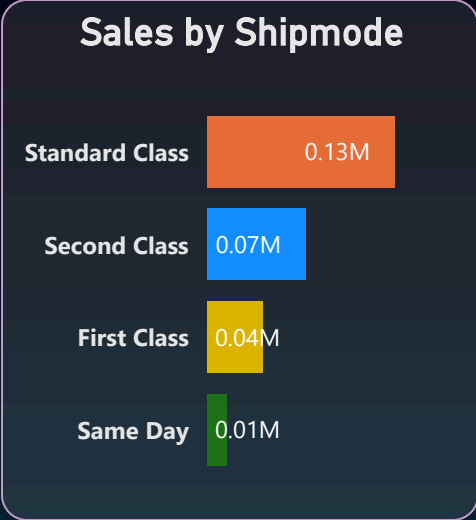 Sales by Shipmode
Standard Class 0.13M
Second Class 0.07M
First Class 0.04M
Same Day 0.01M